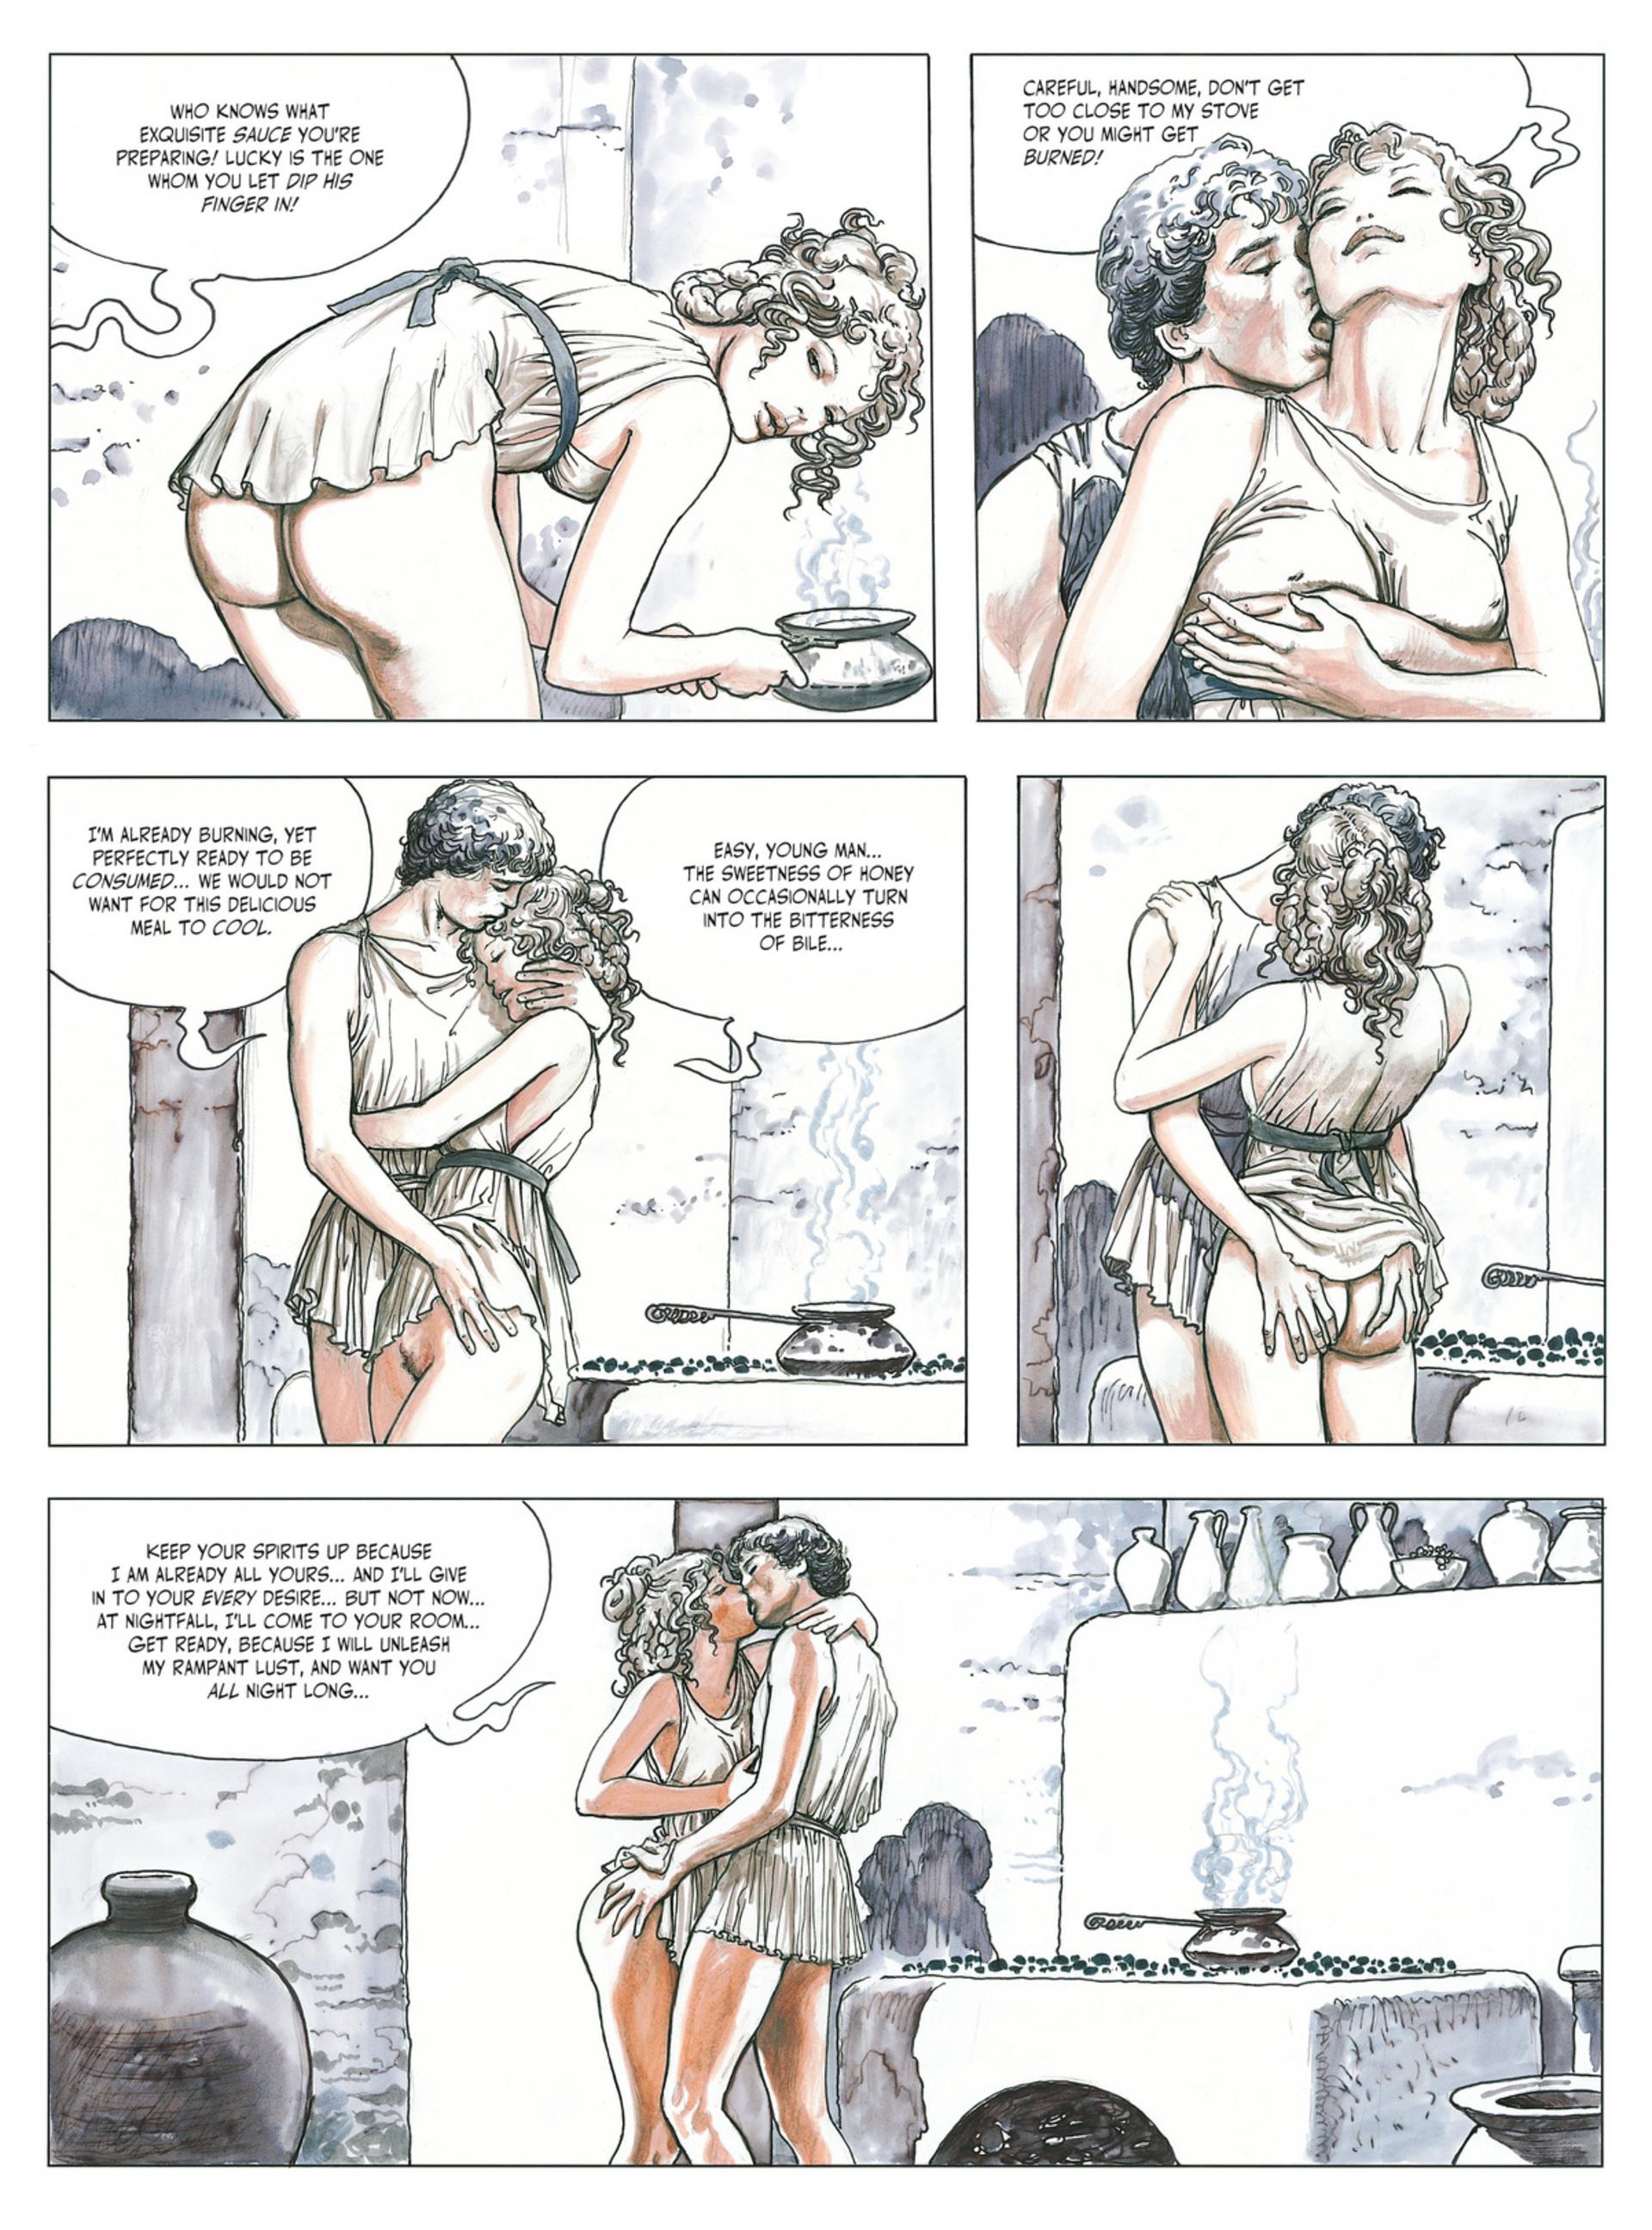 WHO KNOWS WHAT
EXQUISITE SAUCE YOU'RE
PREPARING! LUCKY IS THE ONE
WHOM YOU LET DIP HIS
FINGER IN!
CAREFUL, HANDSOME, DON'T GET
TOO CLOSE TO MY STOVE
OR YOU MIGHT GET
BURNED!
I'M ALREADY BURNING, YET
PERFECTLY READY TO BE
CONSUMED... WE WOULD NOT
WANT FOR THIS DELICIOUS
MEAL TO COOL.
EASY, YOUNG MAN...
THE SWEETNESS OF HONEY
CAN OCCASIONALLY TURN
INTO THE BITTERNESS
OF BILE...
KEEP YOUR SPIRITS UP BECAUSE
I AM ALREADY ALL YOURS... AND I'LL GIVE
IN TO YOUR EVERY DESIRE... BUT NOT NOW...
AT NIGHTFALL, I'LL COME TO YOUR ROOM...
GET READY, BECAUSE I WILL UNLEASH
MY RAMPANT LUST, AND WANT YOU
ALL NIGHT LONG...